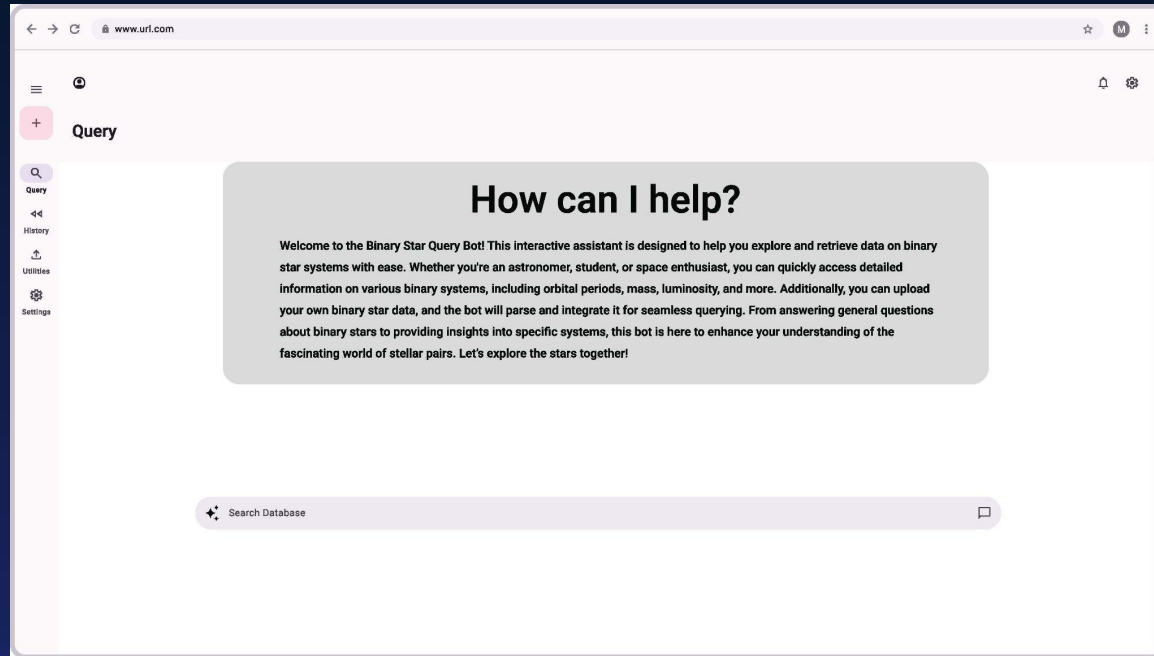 www.url.com
M
Query
Query
History
Utilities
Settings
How can I help?
Welcome to the Binary Star Query Bot! This interactive assistant is designed to help you explore and retrieve data on binary
star systems with ease. Whether you're an astronomer, student, or space enthusiast, you can quickly access detailed
information on various binary systems, including orbital periods, mass, luminosity, and more. Additionally, you can upload
your own binary star data, and the bot will parse and integrate it for seamless querying. From answering general questions
about binary stars to providing insights into specific systems, this bot is here to enhance your understanding of the
fascinating world of stellar pairs. Let's explore the stars together!
Search Database